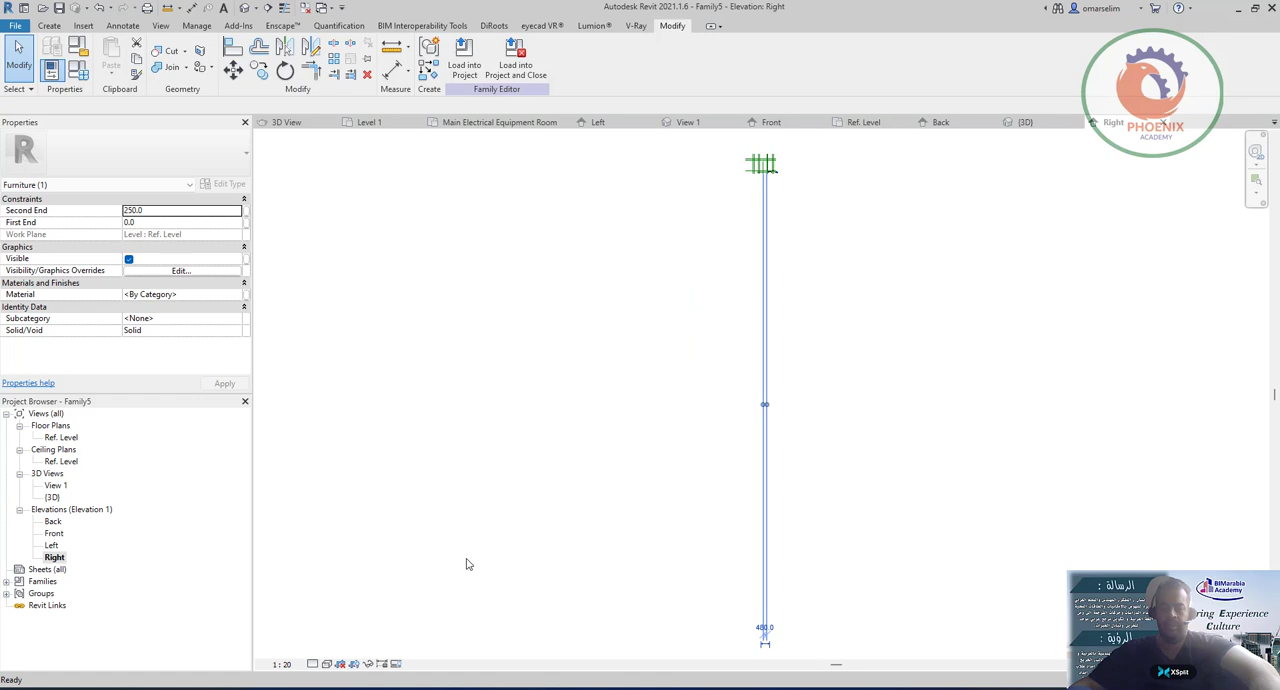 Autodesk Revit 2021.1.6 - Family5 - Elevation: Right
omarselim
File
Create
Insert
Annotate
View
Manage
Add-Ins
Enscape™
Quantification
BIM Interoperability Tools
DiRoots
eyecad VR®
Lumion®
V-Ray
Modify
Modify
Paste
Cut
Join
Load into
Project
Load into
Project and Close
Select
Properties
Clipboard
Geometry
Modify
Measure
Create
Family Editor
Properties
3D View
Level 1
Main Electrical Equipment Room
Left
View 1
Front
Ref. Level
Back
{3D}
Right
PHOENIX
ACADEMY
Furniture (1)
Edit Type
Constraints
Second End 250.0
First End 0.0
Work Plane Level : Ref. Level
Graphics
Visible
Visibility/Graphics Overrides Edit...
Materials and Finishes
Material <By Category>
Identity Data
Subcategory <None>
Solid/Void Solid
Properties help
Apply
Project Browser - Family5
Views (all)
Floor Plans
Ref. Level
Ceiling Plans
Ref. Level
3D Views
View 1
{3D}
Elevations (Elevation 1)
Back
Front
Left
Right
Sheets (all)
Families
Groups
Revit Links
1 : 20
Ready
الرسالة :
الرؤية :
BIMarabia
Academy
ring Experience
Culture
XSplit